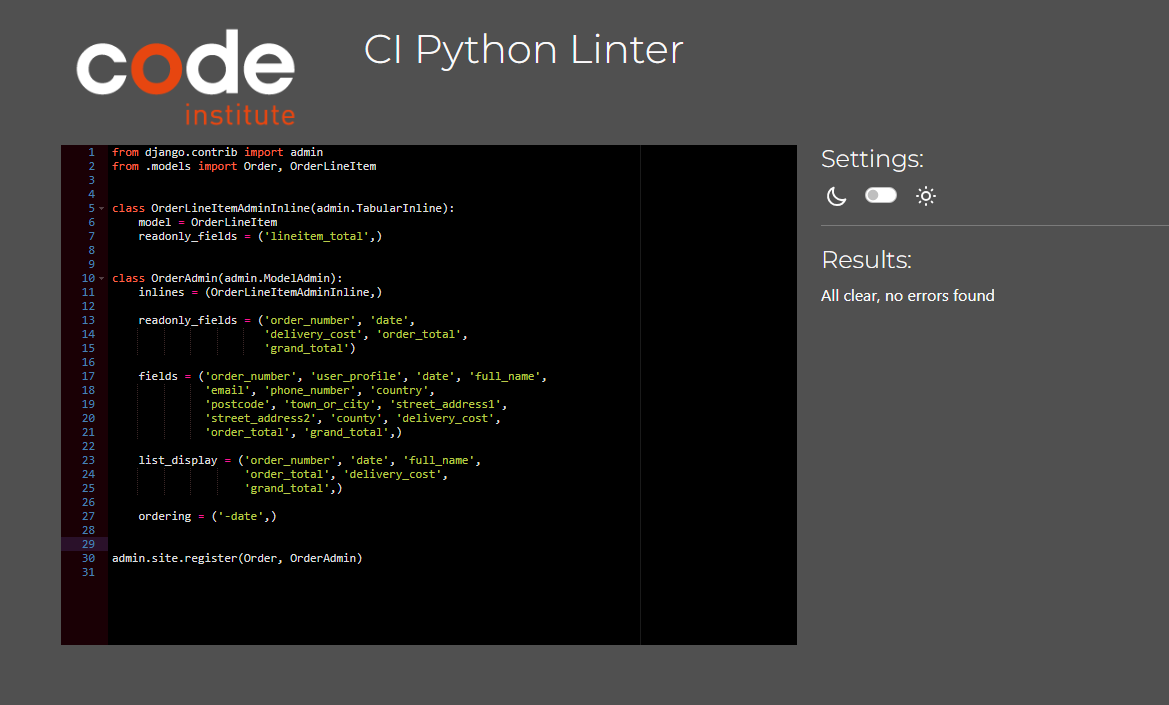 code
institute
CI Python Linter
1 from django.contrib import admin
2 from .models import Order, OrderLineItem
3
4
5 class OrderLineItemAdminInline(admin.TabularInline):
6     model = OrderLineItem
7     readonly_fields = ('lineitem_total',)
8
9
10 class OrderAdmin(admin.ModelAdmin):
11     inlines = (OrderLineItemAdminInline,)
12
13     readonly_fields = ('order_number', 'date',
14                        'delivery_cost', 'order_total',
15                        'grand_total')
16
17     fields = ('order_number', 'user_profile', 'date', 'full_name',
18               'email', 'phone_number', 'country',
19               'postcode', 'town_or_city', 'street_address1',
20               'street_address2', 'county', 'delivery_cost',
21               'order_total', 'grand_total',)
22
23     list_display = ('order_number', 'date', 'full_name',
24                     'order_total', 'delivery_cost',
25                     'grand_total',)
26
27     ordering = ('-date',)
28
29
30 admin.site.register(Order, OrderAdmin)
31
Settings:
Results:
All clear, no errors found